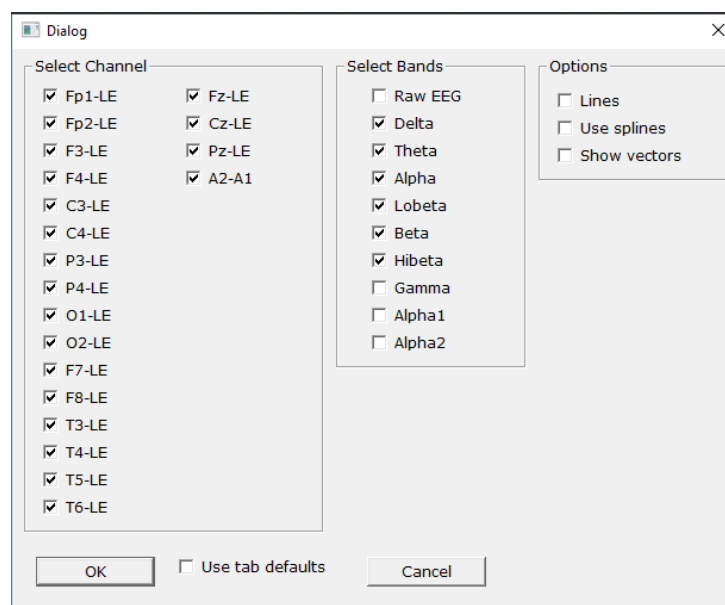 Dialog
Select Channel
Fp1-LE
Fp2-LE
F3-LE
F4-LE
C3-LE
C4-LE
P3-LE
P4-LE
O1-LE
O2-LE
F7-LE
F8-LE
T3-LE
T4-LE
T5-LE
T6-LE
Fz-LE
Cz-LE
Pz-LE
A2-A1
Select Bands
Raw EEG
Delta
Theta
Alpha
Lobeta
Beta
Hibeta
Gamma
Alpha1
Alpha2
Options
Lines
Use splines
Show vectors
OK
Use tab defaults
Cancel